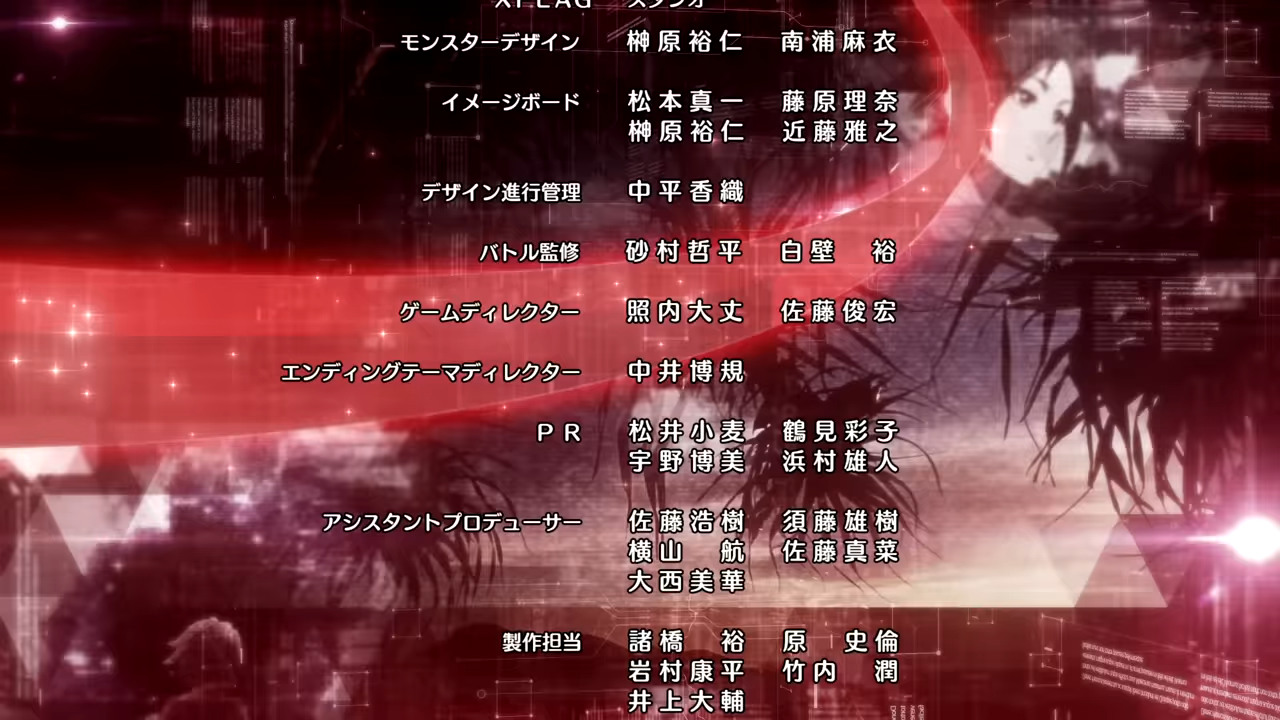 XFLAG スタジオ
モンスターデザイン 榊原裕仁 南浦麻衣
イメージボード 松本真一 藤原理奈
榊原裕仁 近藤雅之
デザイン進行管理 中平香織
バトル監修 砂村哲平 白壁 裕
ゲームディレクター 照内大丈 佐藤俊宏
エンディングテーマディレクター 中井博規
PR 松井小麦 鶴見彩子
宇野博美 浜村雄人
アシスタントプロデューサー 佐藤浩樹 須藤雄樹
横山 航 佐藤真菜
大西美華
製作担当 諸橋 裕 原 史倫
岩村康平 竹内 潤
井上大輔